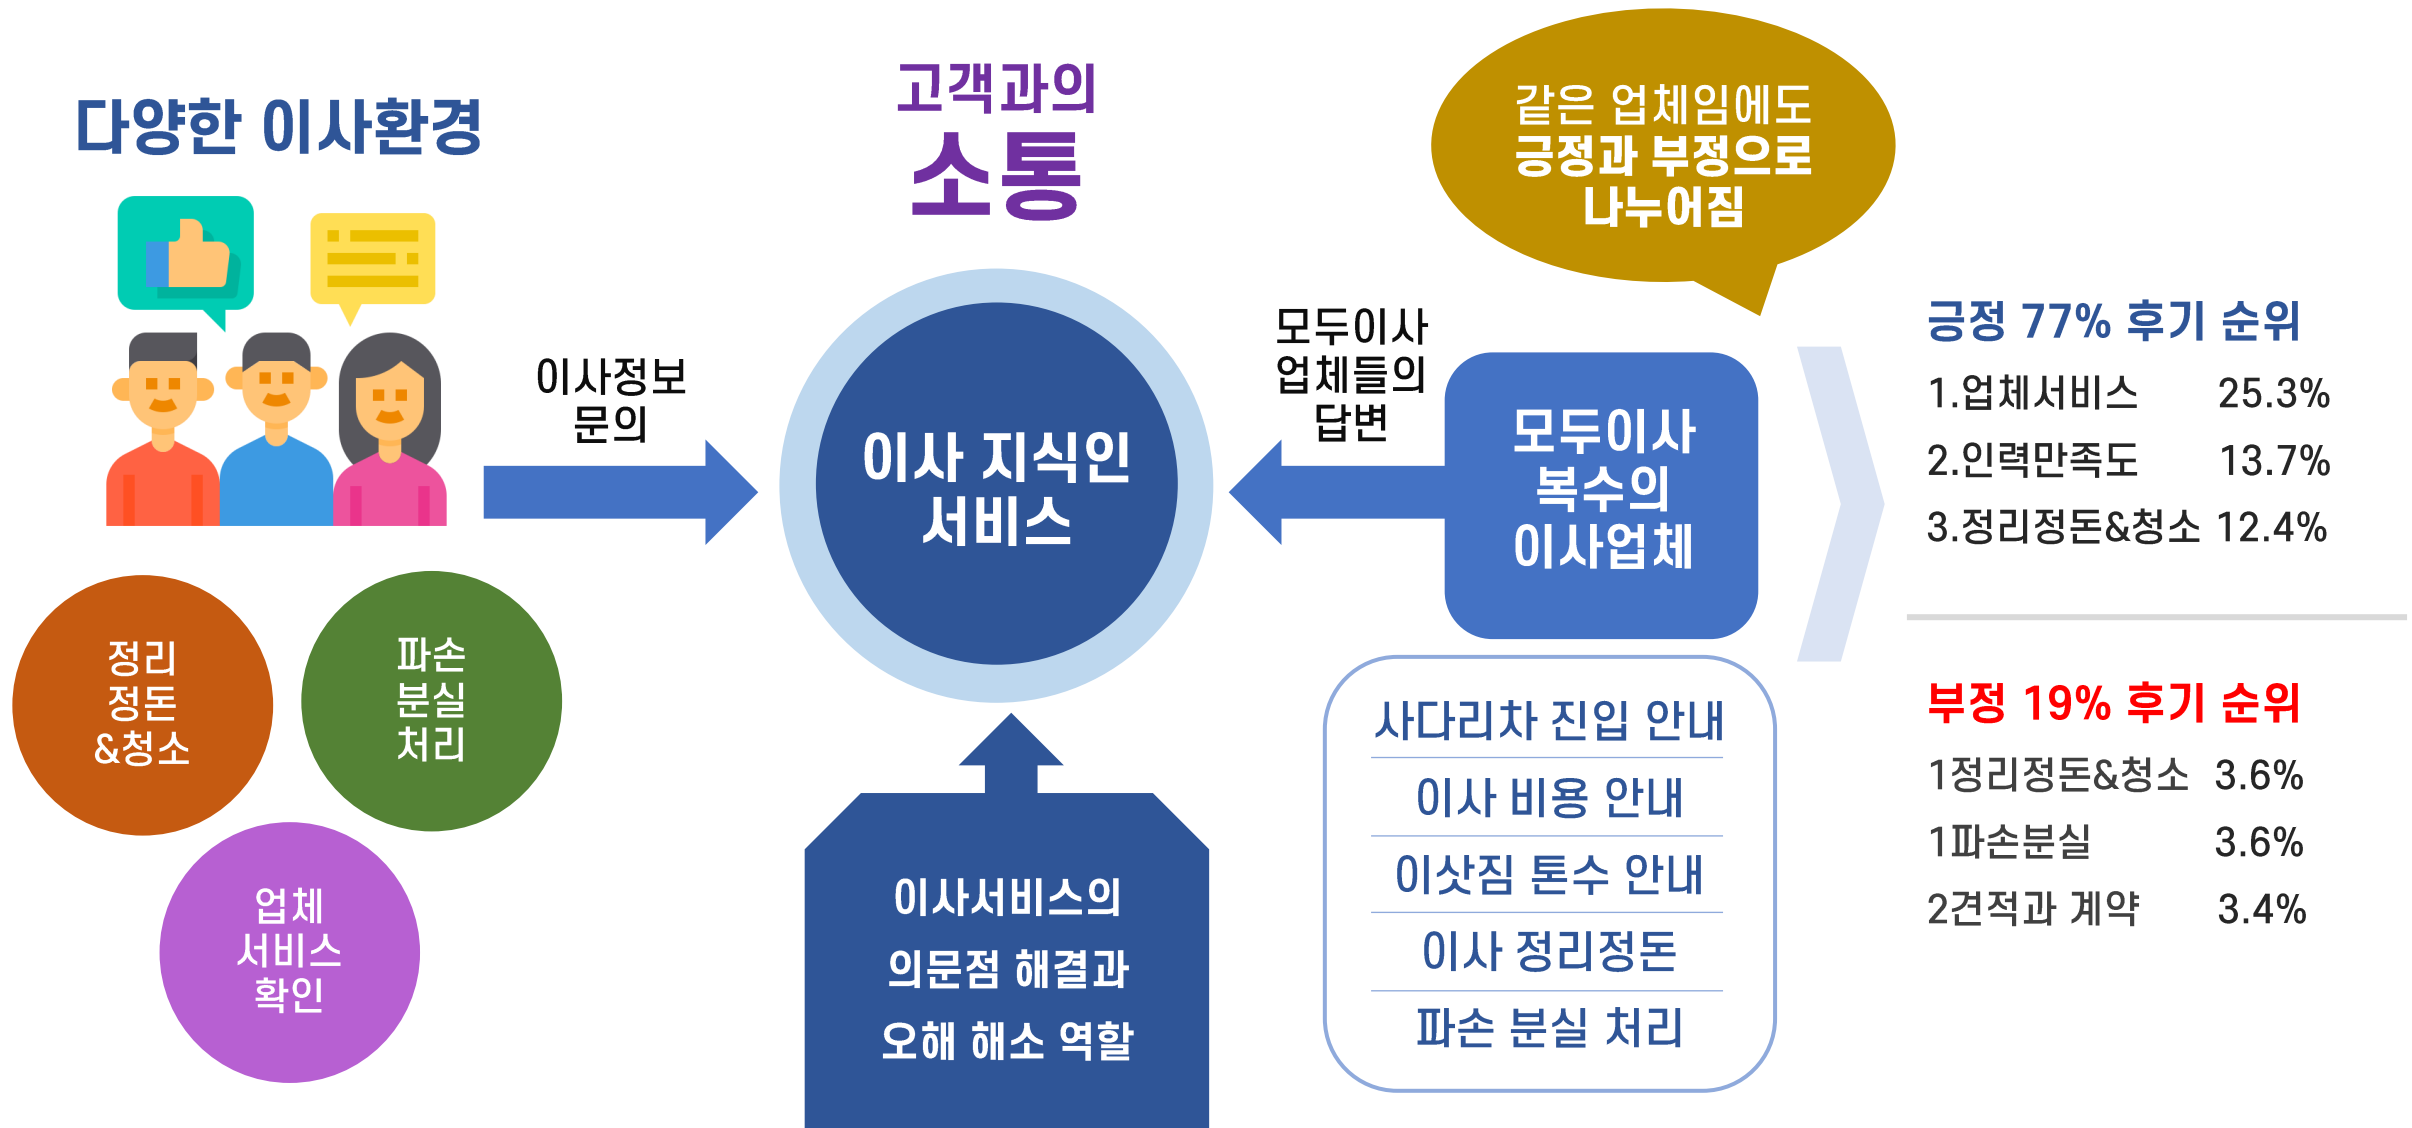 다양한 이사환경
정리
정돈
&청소
파손
분실
처리
업체
서비스
확인
이사정보
문의
고객과의
소통
이사 지식인
서비스
이사서비스의
의문점 해결과
오해 해소 역할
모두이사
업체들의
답변
같은 업체임에도
긍정과 부정으로
나누어짐
모두이사
복수의
이사업체
사다리차 진입 안내
이사 비용 안내
이삿짐 톤수 안내
이사 정리정돈
파손 분실 처리
긍정 77% 후기 순위
1.업체서비스 25.3%
2.인력만족도 13.7%
3.정리정돈&청소 12.4%
부정 19% 후기 순위
1정리정돈&청소 3.6%
1파손분실 3.6%
2견적과 계약 3.4%